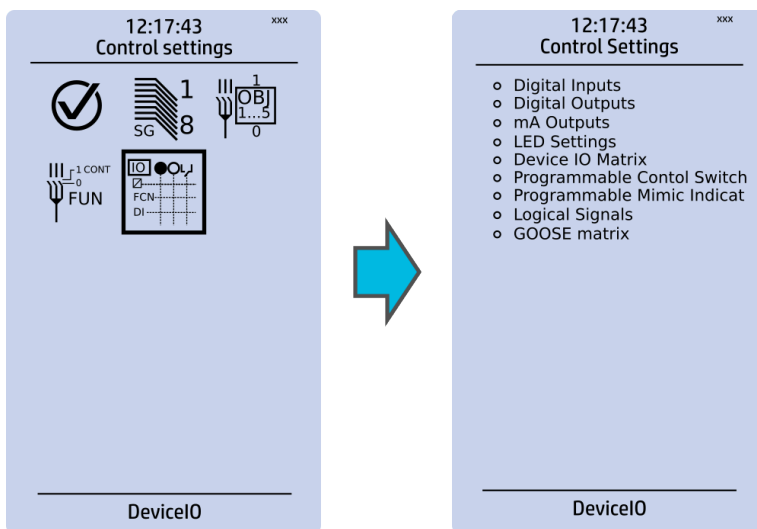 12:17:43
xxx
Control settings
1
SG
8
1
OBJ
1...5
0
1 CONT
0
FUN
IO
FCN
DI
DeviceIO
12:17:43
xxx
Control Settings
Digital Inputs
Digital Outputs
mA Outputs
LED Settings
Device IO Matrix
Programmable Contol Switch
Programmable Mimic Indicat
Logical Signals
GOOSE matrix
DeviceIO